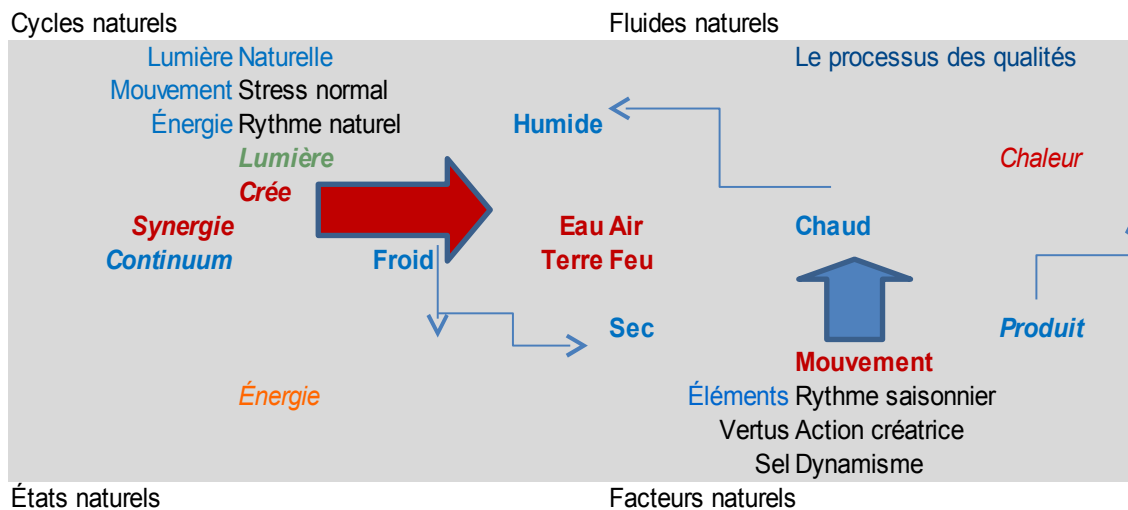 Cycles naturels
Fluides naturels
Lumière Naturelle
Le processus des qualités
Mouvement Stress normal
Énergie Rythme naturel
Humide
Lumière
Chaleur
Crée
Synergie
Eau Air
Chaud
Continuum
Froid
Terre Feu
Sec
Produit
Mouvement
Énergie
Éléments Rythme saisonnier
Vertus Action créatrice
Sel Dynamisme
États naturels
Facteurs naturels